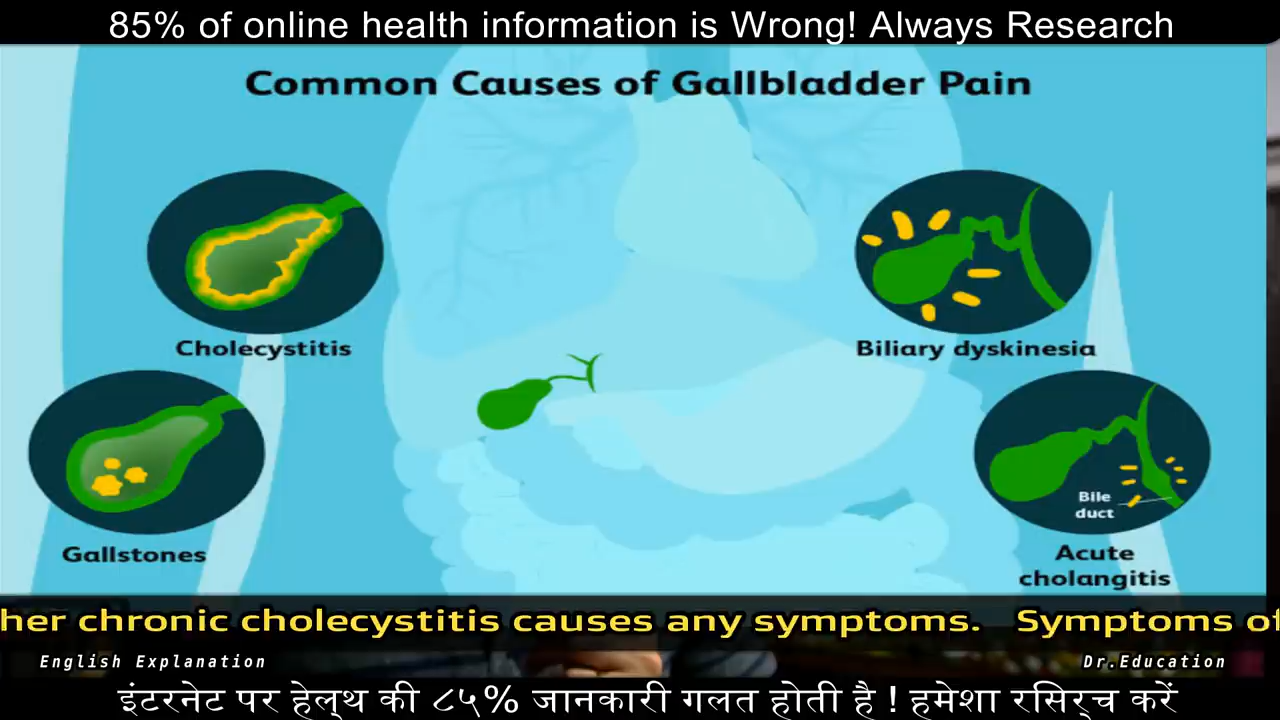 85% of online health information is Wrong! Always Research
Common Causes of Gallbladder Pain
Cholecystitis
Biliary dyskinesia
Gallstones
Bile
duct
Acute
cholangitis
her chronic cholecystitis causes any symptoms. Symptoms of
English Explanation
Dr.Education
इंटरनेट पर हेल्थ की ८५% जानकारी गलत होती है ! हमेशा रिसर्च करें